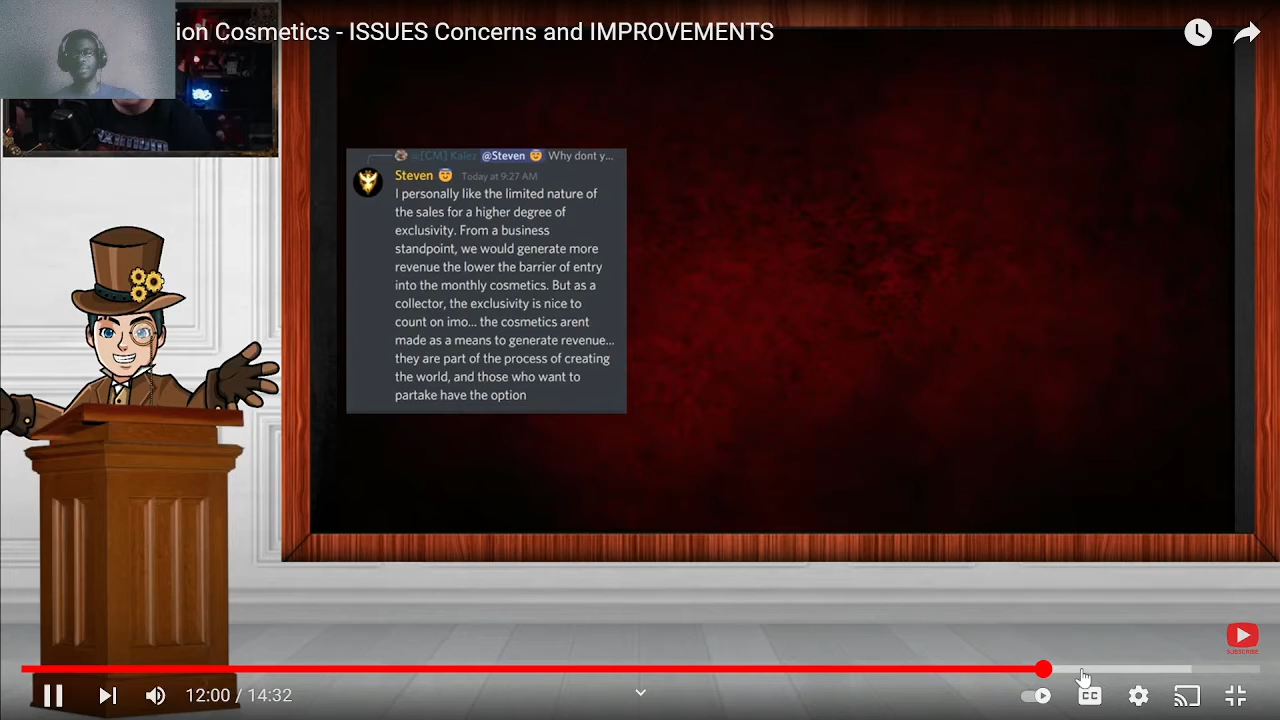 ion Cosmetics - ISSUES Concerns and IMPROVEMENTS
[CM] Kalez @Steven Why dont y...
Steven Today at 9:27 AM
I personally like the limited nature of
the sales for a higher degree of
exclusivity. From a business
standpoint, we would generate more
revenue the lower the barrier of entry
into the monthly cosmetics. But as a
collector, the exclusivity is nice to
count on imo... the cosmetics arent
made as a means to generate revenue...
they are part of the process of creating
the world, and those who want to
partake have the option
SUBSCRIBE
12:00 / 14:32
CC